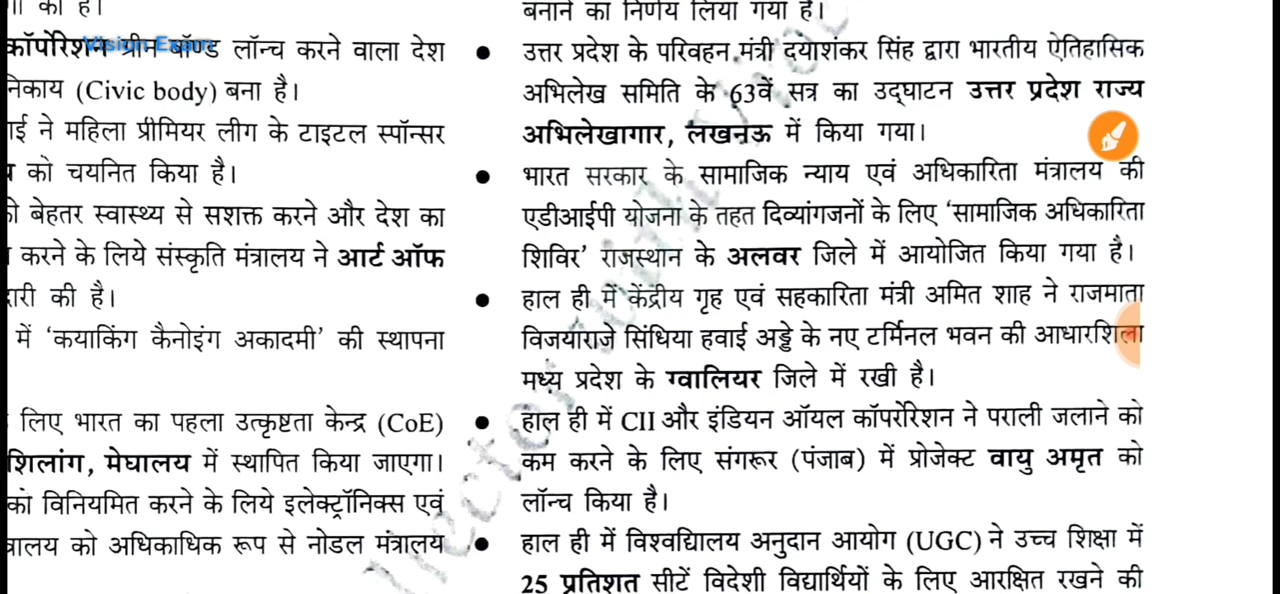 की है।
कॉर्पोरेशन ग्रीन बॉण्ड लॉन्च करने वाला देश
निकाय (Civic body) बना है।
ई ने महिला प्रीमियर लीग के टाइटल स्पॉन्सर
को चयनित किया है।
बेहतर स्वास्थ्य से सशक्त करने और देश का
करने के लिये संस्कृति मंत्रालय ने आर्ट ऑफ
री की है।
में ‘कयाकिंग कैनोइंग अकादमी’ की स्थापना
लिए भारत का पहला उत्कृष्टता केन्द्र (CoE)
शिलांग, मेघालय में स्थापित किया जाएगा।
को विनियमित करने के लिये इलेक्ट्रॉनिक्स एवं
त्रालय को अधिकाधिक रूप से नोडल मंत्रालय
Vision Exam
बनाने का निर्णय लिया गया है।
• उत्तर प्रदेश के परिवहन मंत्री दयाशंकर सिंह द्वारा भारतीय ऐतिहासिक
अभिलेख समिति के 63वें सत्र का उद्घाटन उत्तर प्रदेश राज्य
अभिलेखागार, लखनऊ में किया गया।
• भारत सरकार के सामाजिक न्याय एवं अधिकारिता मंत्रालय की
एडीआईपी योजना के तहत दिव्यांगजनों के लिए ‘सामाजिक अधिकारिता
शिविर’ राजस्थान के अलवर जिले में आयोजित किया गया है।
• हाल ही में केंद्रीय गृह एवं सहकारिता मंत्री अमित शाह ने राजमाता
विजयाराजे सिंधिया हवाई अड्डे के नए टर्मिनल भवन की आधारशिला
मध्य प्रदेश के ग्वालियर जिले में रखी है।
• हाल ही में CII और इंडियन ऑयल कॉर्पोरेशन ने पराली जलाने को
कम करने के लिए संगरूर (पंजाब) में प्रोजेक्ट वायु अमृत को
लॉन्च किया है।
• हाल ही में विश्वद्यिालय अनुदान आयोग (UGC) ने उच्च शिक्षा में
25 प्रतिशत सीटें विदेशी विद्यार्थियों के लिए आरक्षित रखने की